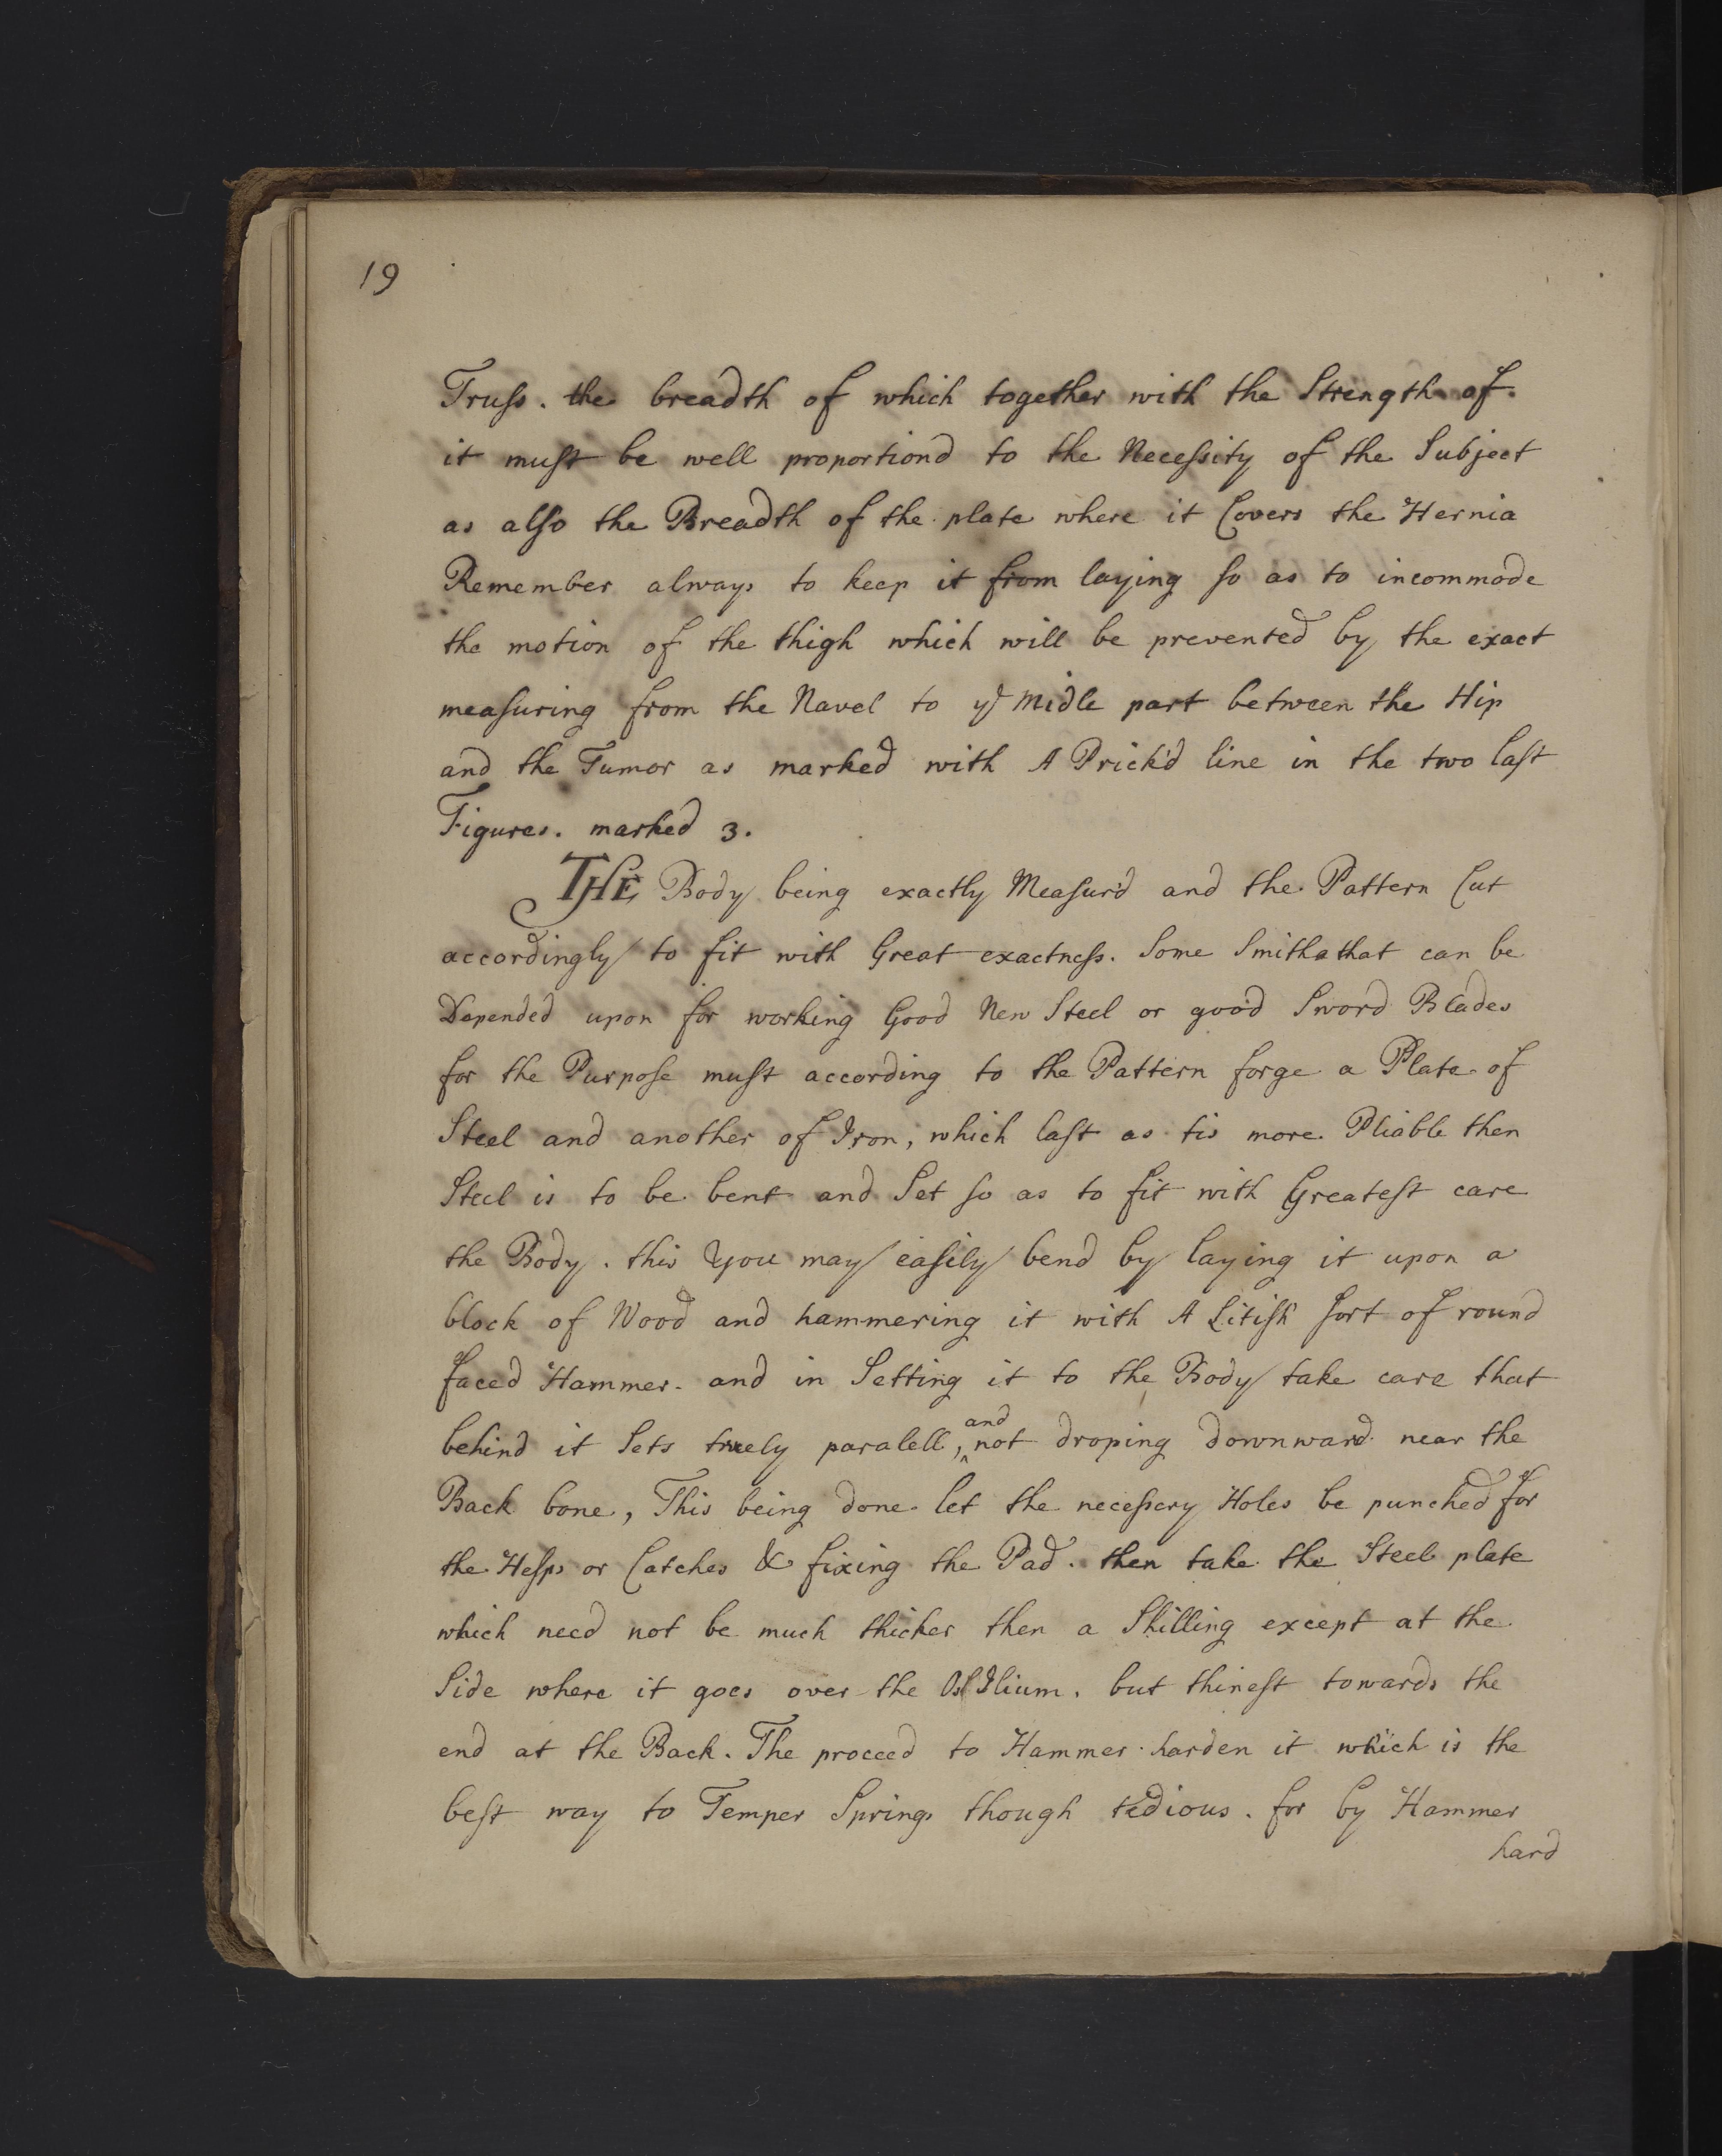 19
Truſs. the breadth of which together with the Strength of
it muſt be well proportiond to the Neceſsity of the Subject
as alſo the Breadth of the plate where it Covers the Hernia
Remember always to keep it from laying ſo as to incommode
the motion of the thigh which will be prevented by the exact
meaſuring from the Navel to yᵉ Midle part between the Hip
and the Tumor as marked with A Prick'd line in the two laſt
Figures. marked 3.
THE Body being exactly Meaſur'd and the Pattern Cut
accordingly to fit with Great exactneſs. Some Smiths that can be
Depended upon for working Good New Steel or good Sword Blades
for the Purpoſe muſt according to the Pattern forge a Plate of
Steel and another of Iron, which laſt as tis more Pliable then
Steel is to be bent and Set ſo as to fit with Greateſt care
the Body. this You may eaſily bend by laying it upon a
block of Wood and hammering it with A Litiſh ſort of round
faced Hammer. and in Setting it to the Body take care that
behind it Sets truely paralell, and not droping downward near the
Back bone, This being done let the neceſsery Holes be punched for
the Heſps or Catches & fixing the Pad. then take the Steel plate
which need not be much thicker then a Shilling except at the
Side where it goes over the Os Ilium. but thineſt towards the
end at the Back. The proceed to Hammer harden it which is the
beſt way to Temper Springs though tedious. for by Hammer
hard